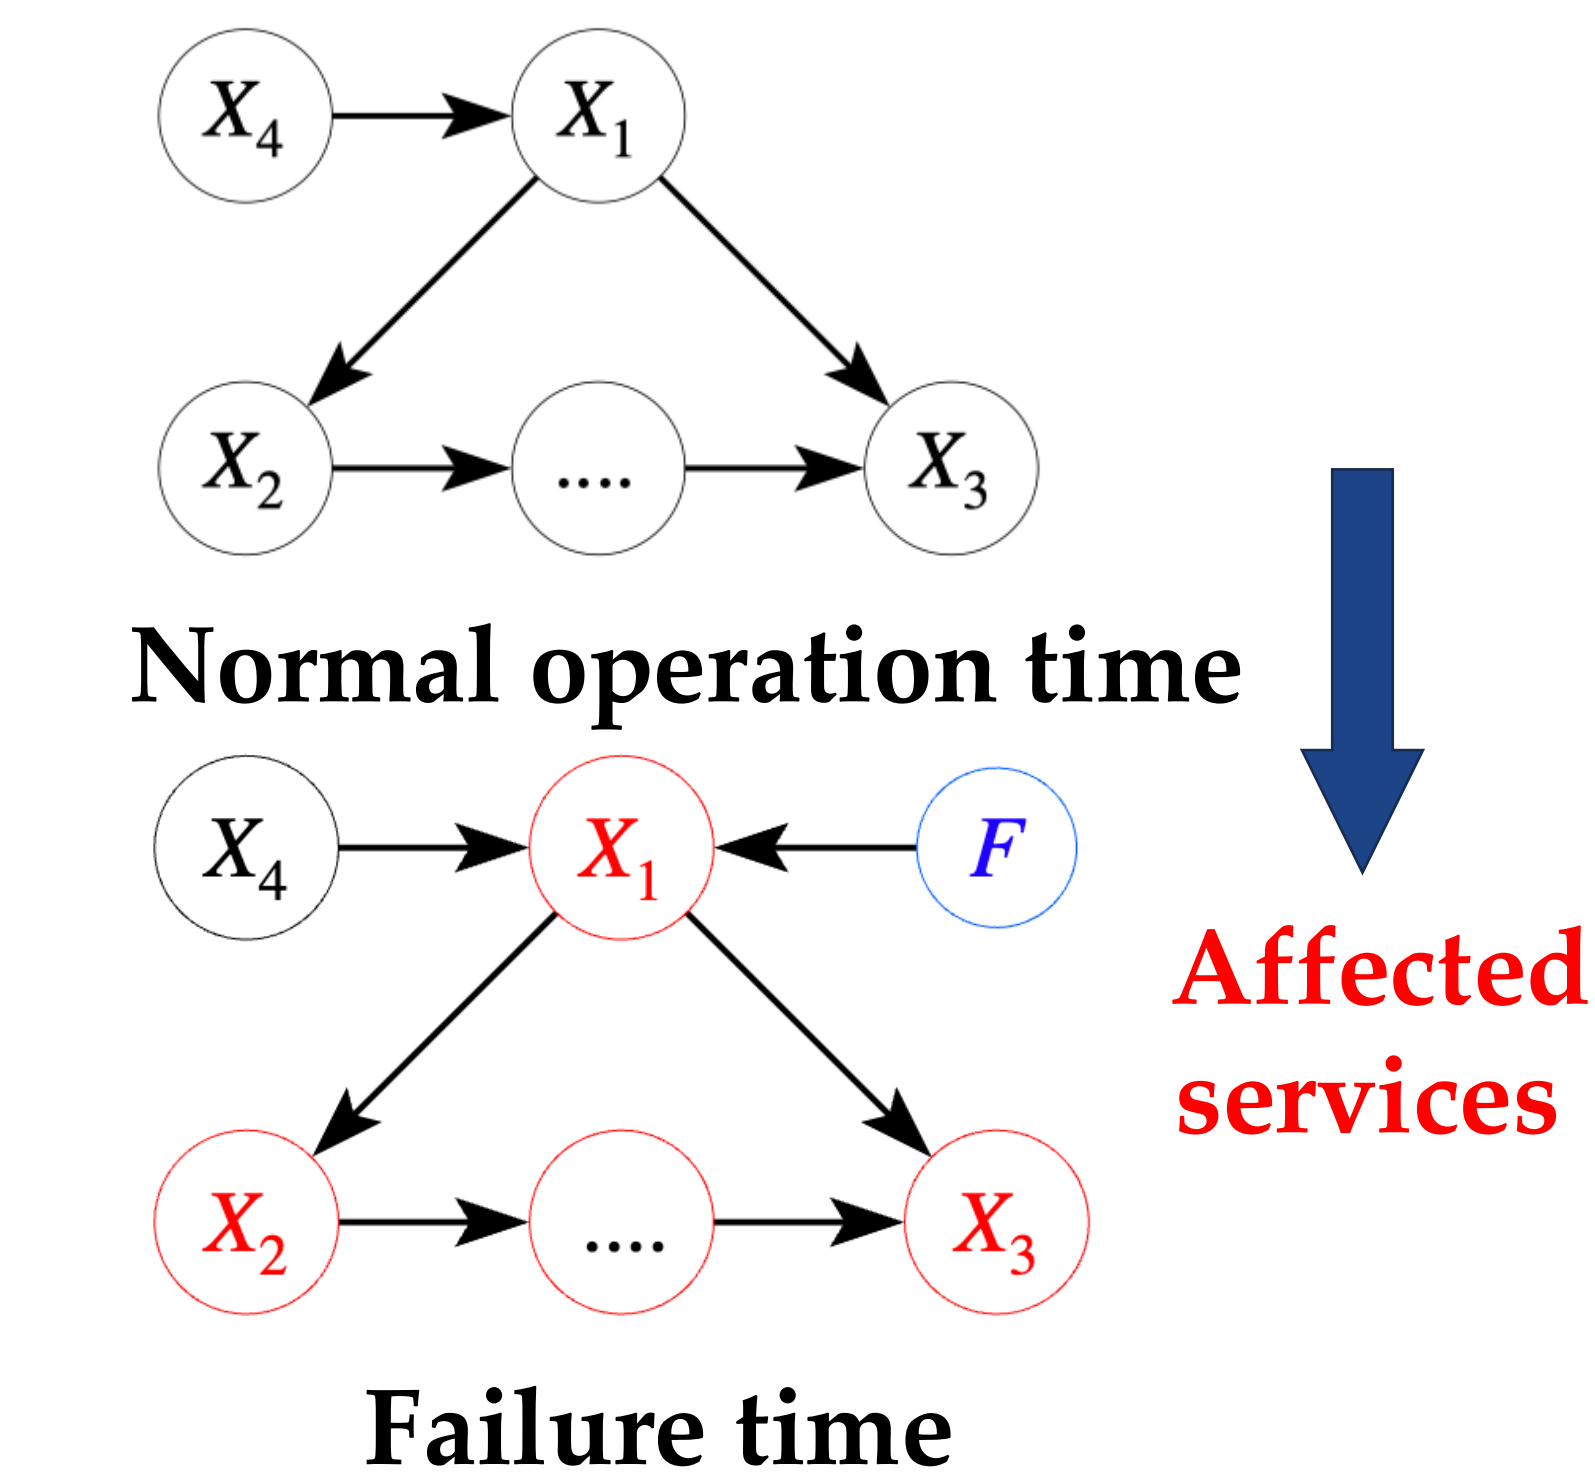 X4 X1
X2 .... X3
Normal operation time
X4 X1 F
Affected
services
X2 .... X3
Failure time